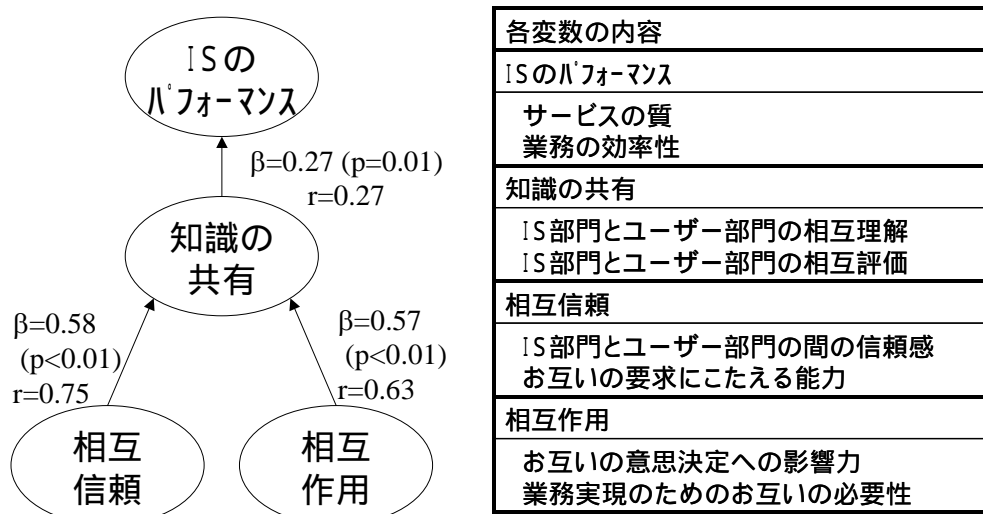 ISの
パフォーマンス
β=0.27 (p=0.01)
r=0.27
知識の
共有
β=0.58
(p<0.01)
r=0.75
β=0.57
(p<0.01)
r=0.63
相互
信頼
相互
作用
各変数の内容
ISのパフォーマンス
サービスの質
業務の効率性
知識の共有
IS部門とユーザー部門の相互理解
IS部門とユーザー部門の相互評価
相互信頼
IS部門とユーザー部門の間の信頼感
お互いの要求にこたえる能力
相互作用
お互いの意思決定への影響力
業務実現のためのお互いの必要性